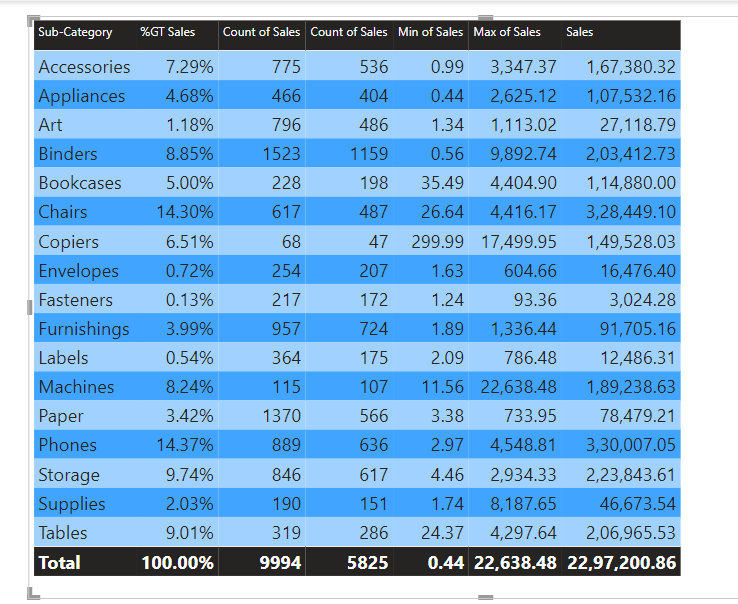 Sub-Category %GT Sales Count of Sales Count of Sales Min of Sales Max of Sales Sales
Accessories 7.29% 775 536 0.99 3,347.37 1,67,380.32
Appliances 4.68% 466 404 0.44 2,625.12 1,07,532.16
Art 1.18% 796 486 1.34 1,113.02 27,118.79
Binders 8.85% 1523 1159 0.56 9,892.74 2,03,412.73
Bookcases 5.00% 228 198 35.49 4,404.90 1,14,880.00
Chairs 14.30% 617 487 26.64 4,416.17 3,28,449.10
Copiers 6.51% 68 47 299.99 17,499.95 1,49,528.03
Envelopes 0.72% 254 207 1.63 604.66 16,476.40
Fasteners 0.13% 217 172 1.24 93.36 3,024.28
Furnishings 3.99% 957 724 1.89 1,336.44 91,705.16
Labels 0.54% 364 175 2.09 786.48 12,486.31
Machines 8.24% 115 107 11.56 22,638.48 1,89,238.63
Paper 3.42% 1370 566 3.38 733.95 78,479.21
Phones 14.37% 889 636 2.97 4,548.81 3,30,007.05
Storage 9.74% 846 617 4.46 2,934.33 2,23,843.61
Supplies 2.03% 190 151 1.74 8,187.65 46,673.54
Tables 9.01% 319 286 24.37 4,297.64 2,06,965.53
Total 100.00% 9994 5825 0.44 22,638.48 22,97,200.86